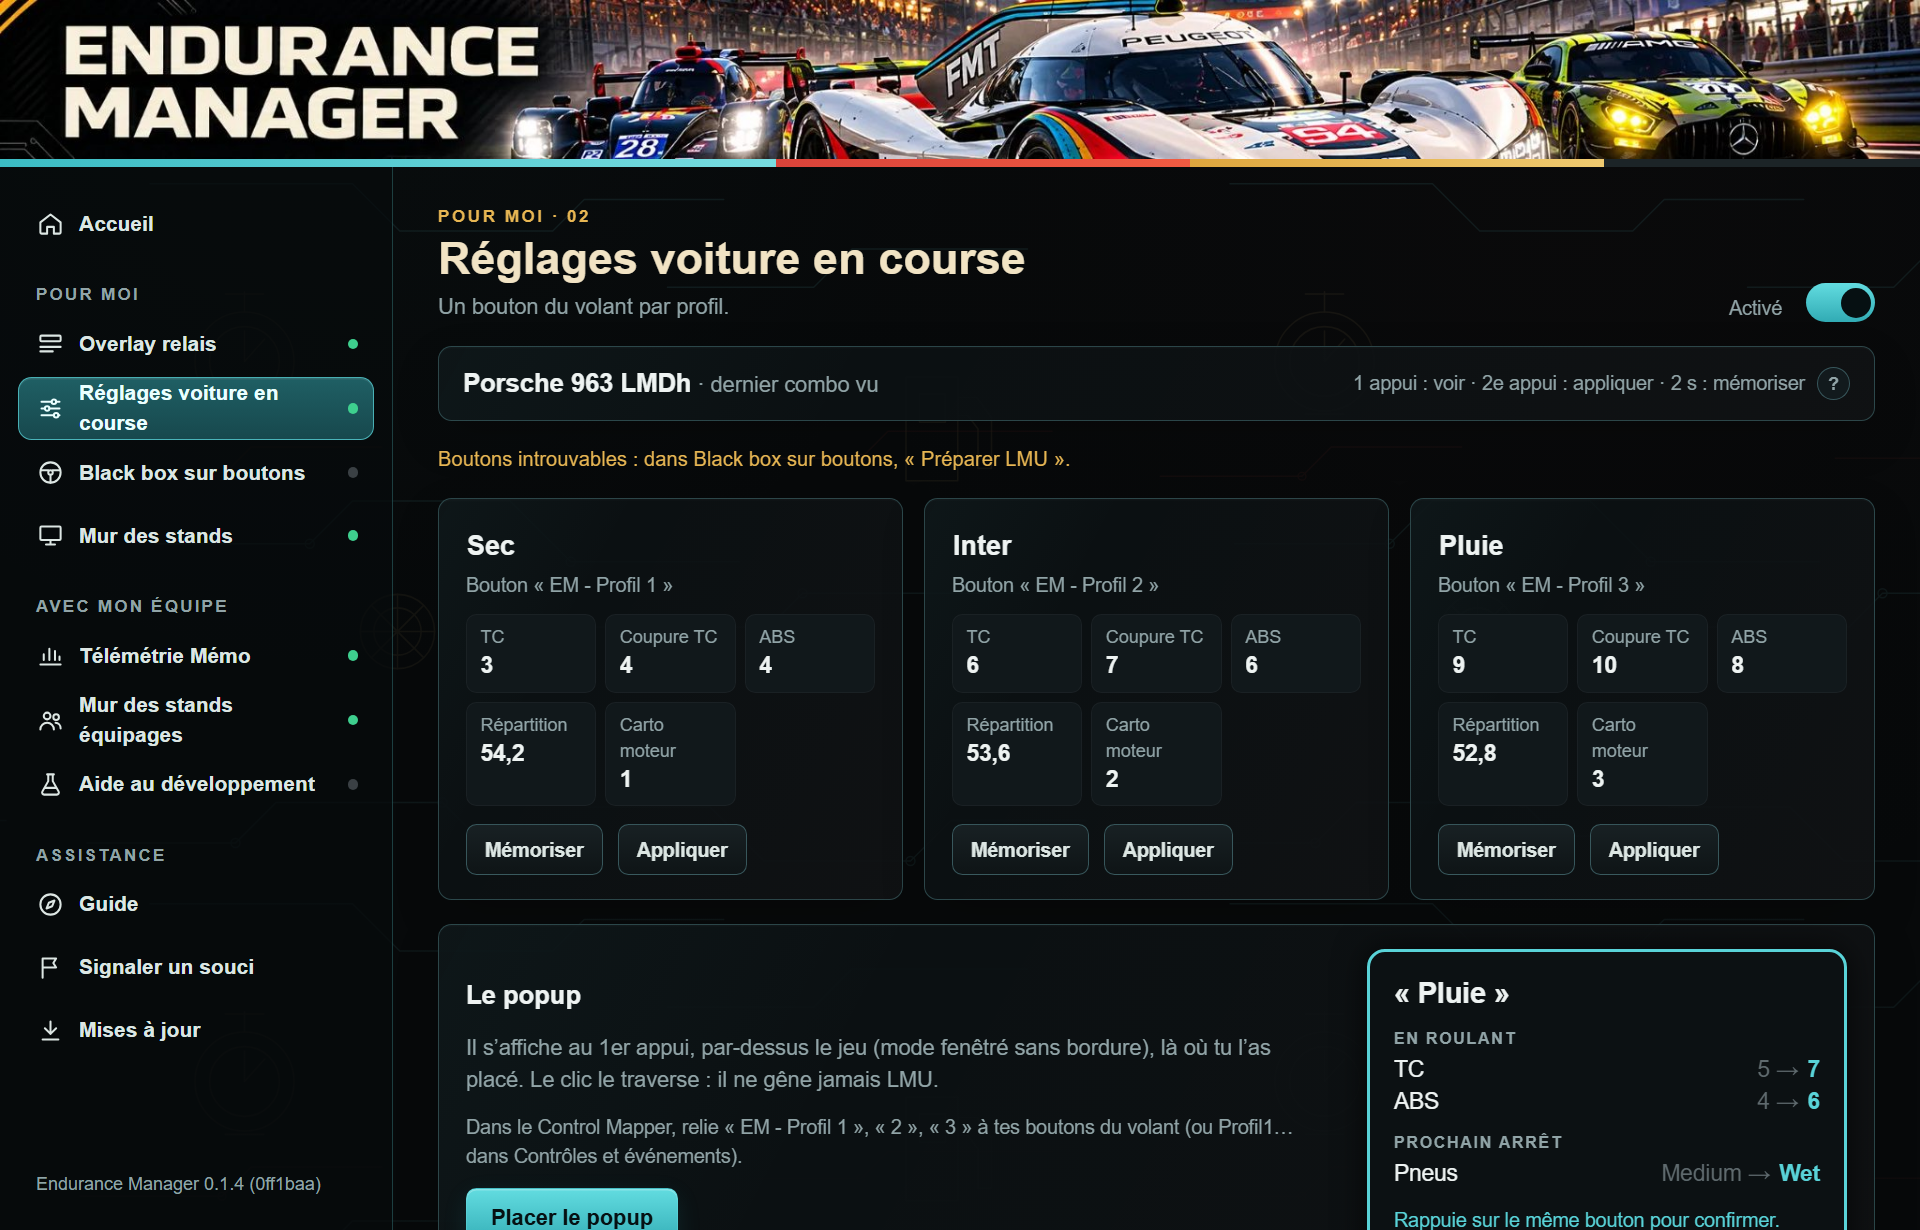 ENDURANCE
MANAGER
FMT
PEUGEOT
AMG
28
94
Accueil
POUR MOI
Overlay relais
Réglages voiture en
course
Black box sur boutons
Mur des stands
AVEC MON ÉQUIPE
Télémétrie Mémo
Mur des stands
équipages
Aide au développement
ASSISTANCE
Guide
Signaler un souci
Mises à jour
Endurance Manager 0.1.4 (0ff1baa)
POUR MOI · 02
Réglages voiture en course
Un bouton du volant par profil.
Activé
Porsche 963 LMDh · dernier combo vu
1 appui : voir · 2e appui : appliquer · 2 s : mémoriser ?
Boutons introuvables : dans Black box sur boutons, « Préparer LMU ».
Sec
Bouton « EM - Profil 1 »
TC Coupure TC ABS
3 4 4
Répartition Carto
moteur
54,2 1
Mémoriser Appliquer
Inter
Bouton « EM - Profil 2 »
TC Coupure TC ABS
6 7 6
Répartition Carto
moteur
53,6 2
Mémoriser Appliquer
Pluie
Bouton « EM - Profil 3 »
TC Coupure TC ABS
9 10 8
Répartition Carto
moteur
52,8 3
Mémoriser Appliquer
Le popup
Il s’affiche au 1er appui, par-dessus le jeu (mode fenêtré sans bordure), là où tu l’as
placé. Le clic le traverse : il ne gêne jamais LMU.
Dans le Control Mapper, relie « EM - Profil 1 », « 2 », « 3 » à tes boutons du volant (ou Profil1…
dans Contrôles et événements).
Placer le popup
« Pluie »
EN ROULANT
TC 5 → 7
ABS 4 → 6
PROCHAIN ARRÊT
Pneus Medium → Wet
Rappuie sur le même bouton pour confirmer.